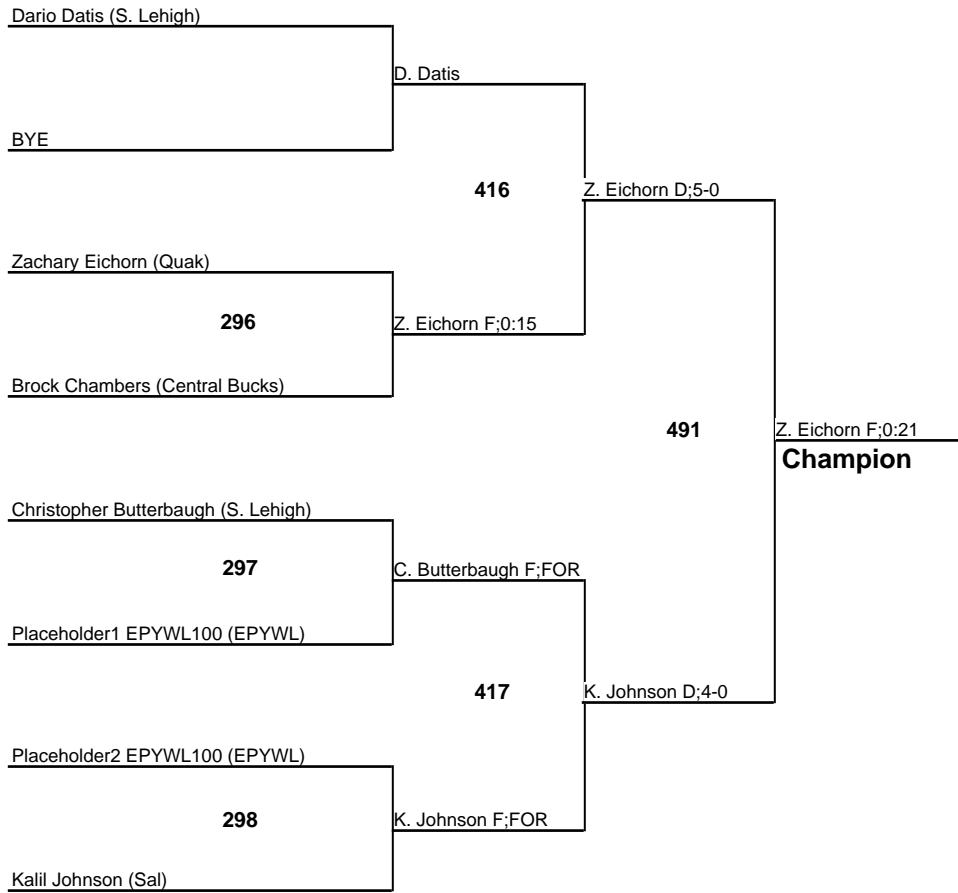 Dario Datis (S. Lehigh)
D. Datis
BYE
416
Z. Eichorn D;5-0
Zachary Eichorn (Quak)
296
Z. Eichorn F;0:15
Brock Chambers (Central Bucks)
491
Z. Eichorn F;0:21
Champion
Christopher Butterbaugh (S. Lehigh)
297
C. Butterbaugh F;FOR
Placeholder1 EPYWL100 (EPYWL)
417
K. Johnson D;4-0
Placeholder2 EPYWL100 (EPYWL)
298
K. Johnson F;FOR
Kalil Johnson (Sal)